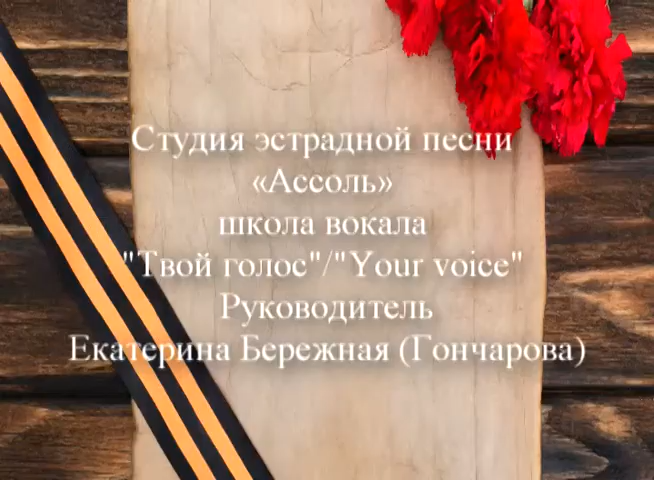 Студия эстрадной песни
«Ассоль»
школа вокала
"Твой голос"/"Your voice"
Руководитель
Екатерина Бережная (Гончарова)